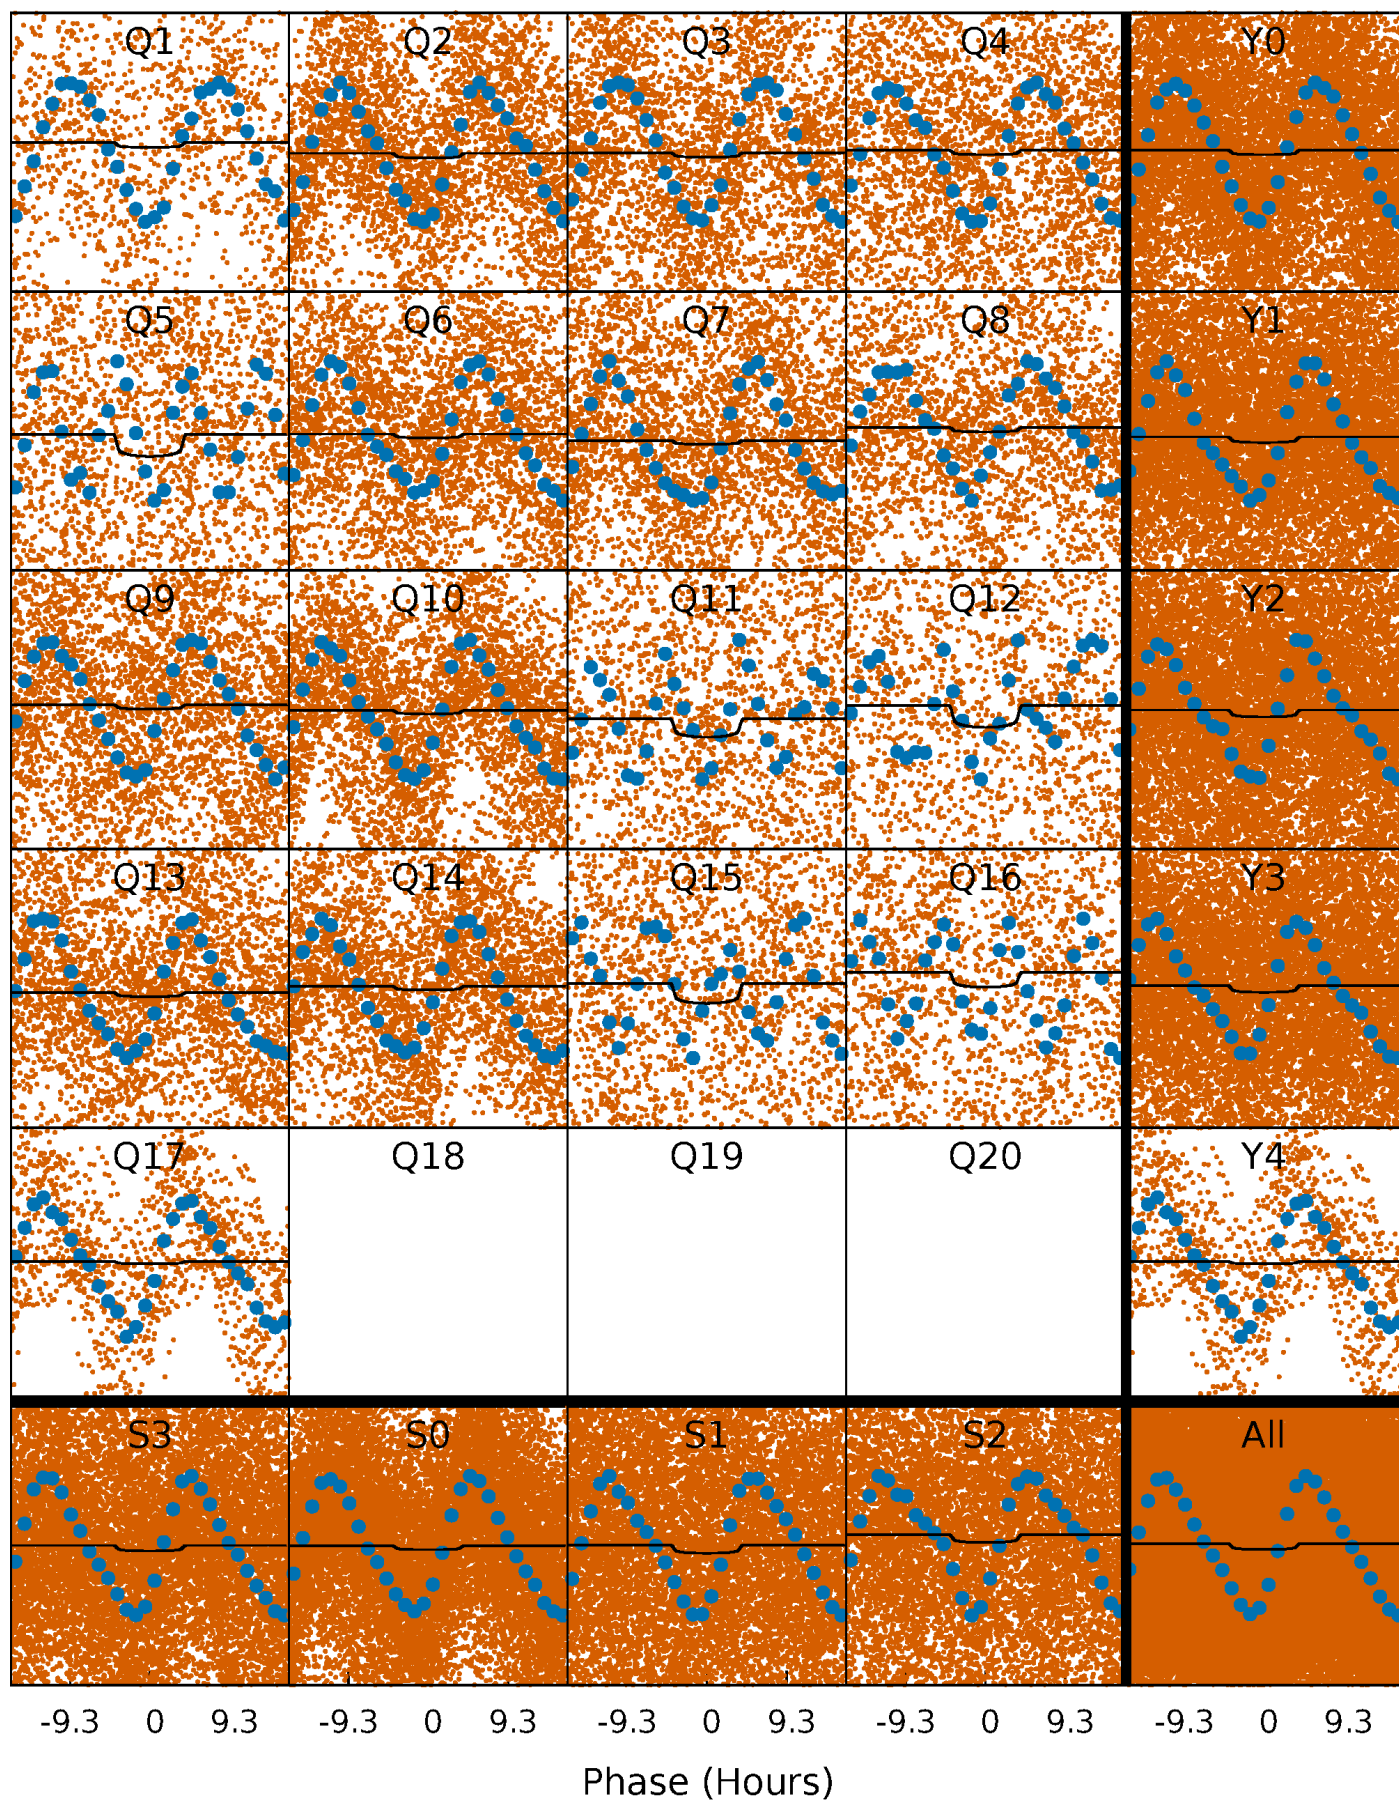 Q1 Q2 Q3 Q4 Y0
Q5 Q6 Q7 Q8 Y1
Q9 Q10 Q11 Q12 Y2
Q13 Q14 Q15 Q16 Y3
Q17 Q18 Q19 Q20 Y4
S3 S0 S1 S2 All
-9.3 0 9.3 -9.3 0 9.3 -9.3 0 9.3 -9.3 0 9.3 -9.3 0 9.3
Phase (Hours)